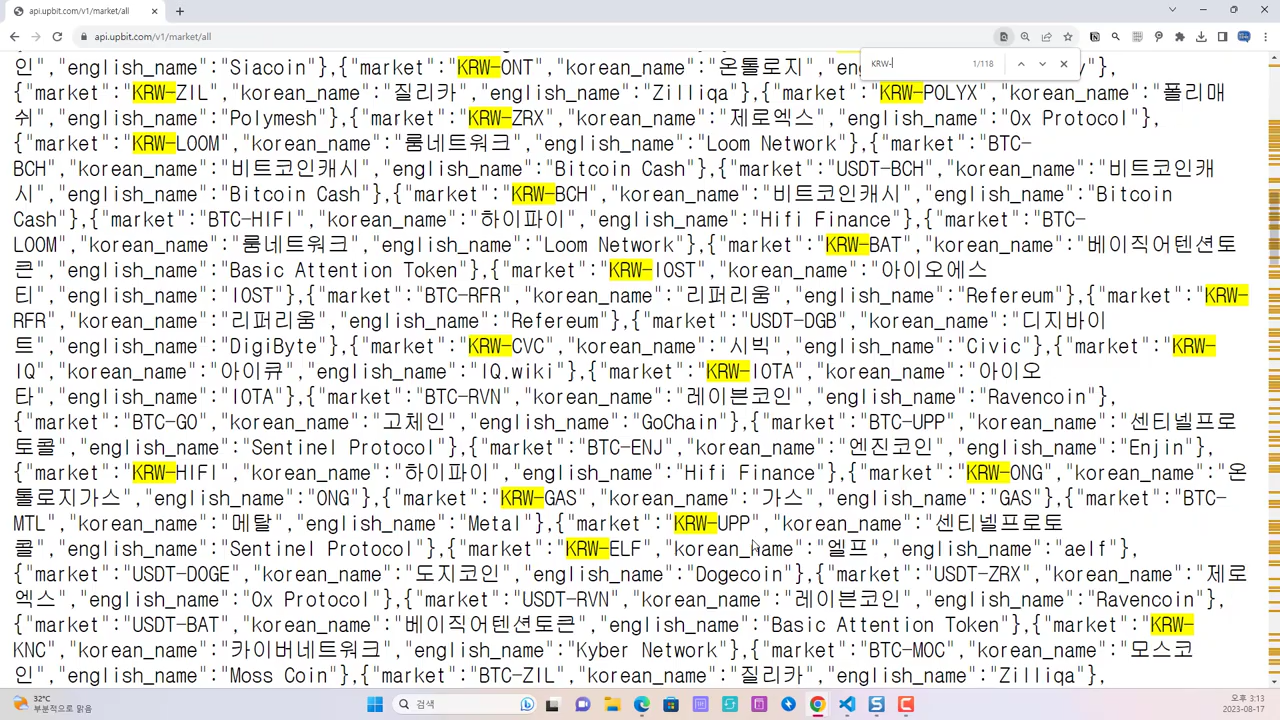 api.upbit.com/v1/market/all
api.upbit.com/v1/market/all
KRW-
1/118
인","english_name":"Siacoin"},{"market":"KRW-ONT","korean_name":"온톨로지
{"market":"KRW-ZIL","korean_name":"질리카","english_name":"Zilliqa"},{"market":"KRW-POLYX","korean_name":"폴리매
쉬","english_name":"Polymesh"},{"market":"KRW-ZRX","korean_name":"제로엑스","english_name":"0x Protocol"},
{"market":"KRW-LOOM","korean_name":"룸네트워크","english_name":"Loom Network"},{"market":"BTC-
BCH","korean_name":"비트코인캐시","english_name":"Bitcoin Cash"},{"market":"USDT-BCH","korean_name":"비트코인캐
시","english_name":"Bitcoin Cash"},{"market":"KRW-BCH","korean_name":"비트코인캐시","english_name":"Bitcoin
Cash"},{"market":"BTC-HIFI","korean_name":"하이파이","english_name":"Hifi Finance"},{"market":"BTC-
LOOM","korean_name":"룸네트워크","english_name":"Loom Network"},{"market":"KRW-BAT","korean_name":"베이직어텐션토
큰","english_name":"Basic Attention Token"},{"market":"KRW-IOST","korean_name":"아이오에스
티","english_name":"IOST"},{"market":"BTC-RFR","korean_name":"리퍼리움","english_name":"Refereum"},{"market":"KRW-
RFR","korean_name":"리퍼리움","english_name":"Refereum"},{"market":"USDT-DGB","korean_name":"디지바이
트","english_name":"DigiByte"},{"market":"KRW-CVC","korean_name":"시빅","english_name":"Civic"},{"market":"KRW-
IQ","korean_name":"아이큐","english_name":"IQ.wiki"},{"market":"KRW-IOTA","korean_name":"아이오
타","english_name":"IOTA"},{"market":"BTC-RVN","korean_name":"레이븐코인","english_name":"Ravencoin"},
{"market":"BTC-GO","korean_name":"고체인","english_name":"GoChain"},{"market":"BTC-UPP","korean_name":"센티넬프로
토콜","english_name":"Sentinel Protocol"},{"market":"BTC-ENJ","korean_name":"엔진코인","english_name":"Enjin"},
{"market":"KRW-HIFI","korean_name":"하이파이","english_name":"Hifi Finance"},{"market":"KRW-ONG","korean_name":"온
톨로지가스","english_name":"ONG"},{"market":"KRW-GAS","korean_name":"가스","english_name":"GAS"},{"market":"BTC-
MTL","korean_name":"메탈","english_name":"Metal"},{"market":"KRW-UPP","korean_name":"센티넬프로토
콜","english_name":"Sentinel Protocol"},{"market":"KRW-ELF","korean_name":"엘프","english_name":"aelf"},
{"market":"USDT-DOGE","korean_name":"도지코인","english_name":"Dogecoin"},{"market":"USDT-ZRX","korean_name":"제로
엑스","english_name":"0x Protocol"},{"market":"USDT-RVN","korean_name":"레이븐코인","english_name":"Ravencoin"},
{"market":"USDT-BAT","korean_name":"베이직어텐션토큰","english_name":"Basic Attention Token"},{"market":"KRW-
KNC","korean_name":"카이버네트워크","english_name":"Kyber Network"},{"market":"BTC-MOC","korean_name":"모스코
인","english_name":"Moss Coin"},{"market":"BTC-ZIL","korean_name":"질리카","english_name":"Zilliqa"},
32°C
부분적으로 맑음
검색
오후 3:13
2023-08-17